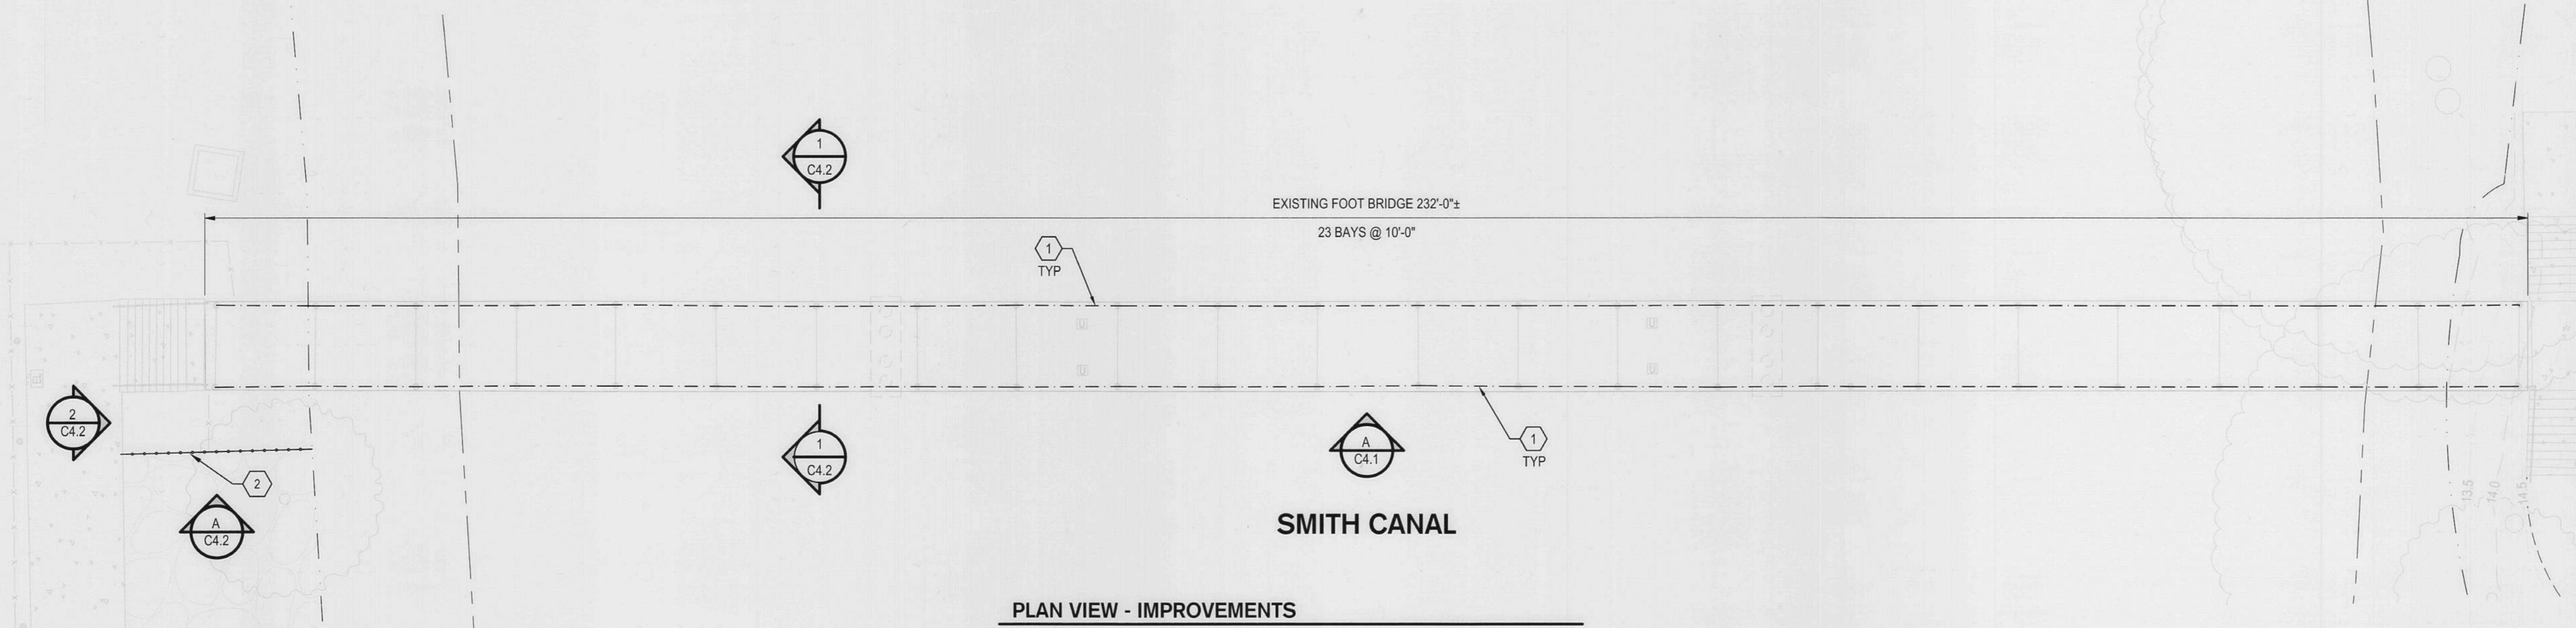 1
C4.2
EXISTING FOOT BRIDGE 232'-0"±
23 BAYS @ 10'-0"
1
TYP
U
U
U
U
2
C4.2
1
C4.2
A
C4.1
1
TYP
2
A
C4.2
13.5
14.0
14.5
SMITH CANAL
PLAN VIEW - IMPROVEMENTS